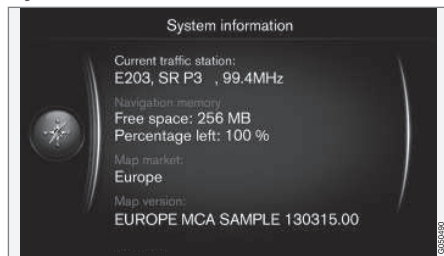 System information
Current traffic station:
E203, SR P3 , 99.4MHz
Navigation memory
Free space: 256 MB
Percentage left: 100 %
Map market:
Europe
Map version:
EUROPE MCA SAMPLE 130315.00
G050490